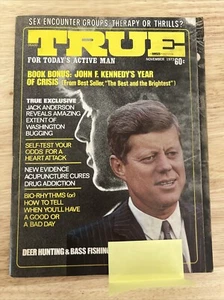 SEX ENCOUNTER GROUPS: THERAPY OR THRILLS?
TRUE
FOR TODAY'S ACTIVE MAN
NOVEMBER
60¢
BOOK BONUS: JOHN F. KENNEDY'S YEAR
OF CRISIS (From Best Seller, "The Best and the Brightest")
TRUE EXCLUSIVE
JACK ANDERSON
REVEALS AMAZING
EXTENT OF
WASHINGTON
BUGGING
SELF-TEST YOUR
ODDS FOR A
HEART ATTACK
NEW EVIDENCE
ACUPUNCTURE CURES
DRUG ADDICTION
BIO-RHYTHMS (or)
HOW TO TELL
WHEN YOU'LL HAVE
A GOOD OR
A BAD DAY
DEER HUNTING & BASS FISHING